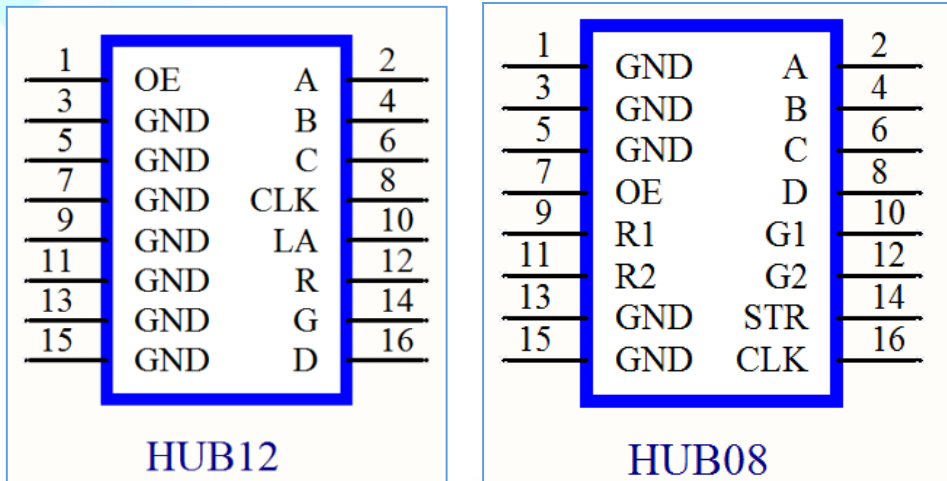 1 OE A 2
3 GND B 4
5 GND C 6
7 GND CLK 8
9 GND LA 10
11 GND R 12
13 GND G 14
15 GND D 16
HUB12
1 GND A 2
3 GND B 4
5 GND C 6
7 OE D 8
9 R1 G1 10
11 R2 G2 12
13 GND STR 14
15 GND CLK 16
HUB08